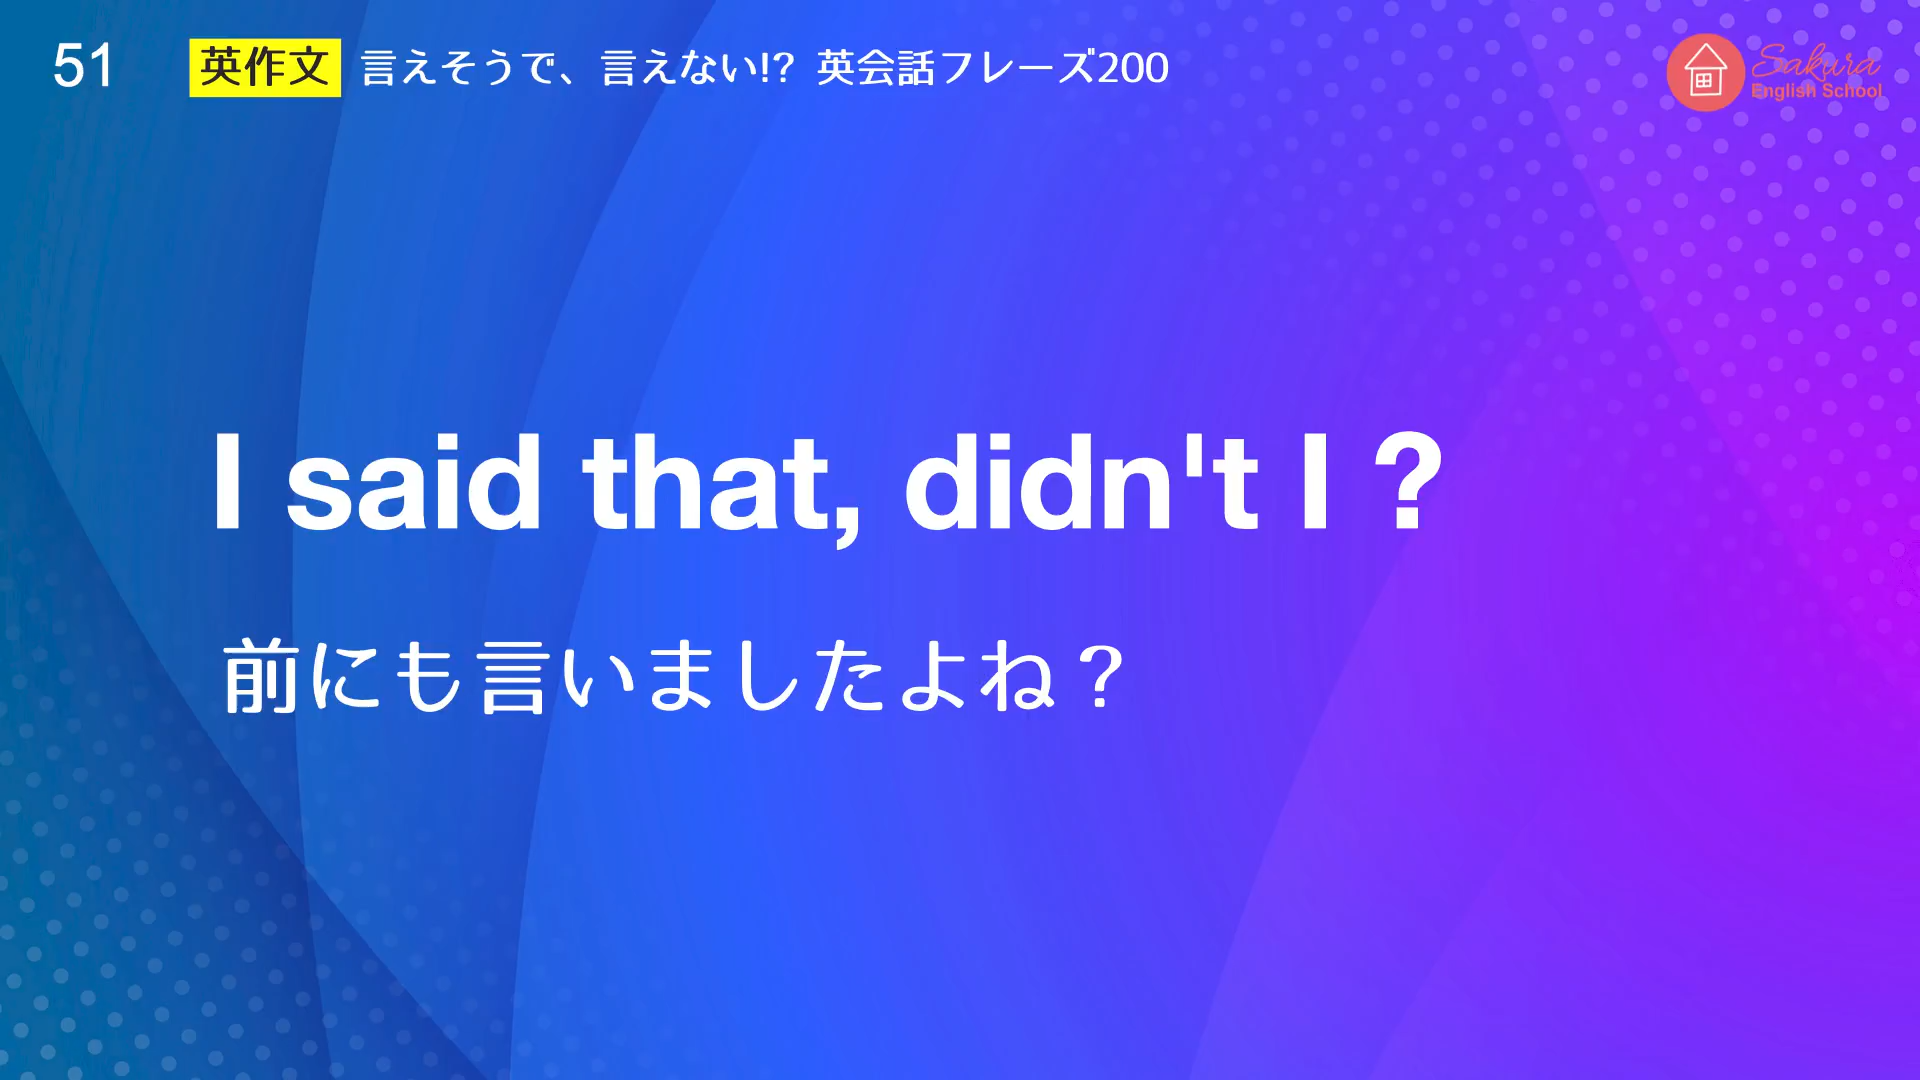 51 英作文 言えそうで、言えない!? 英会話フレーズ200
Sakura
English School
I said that, didn't I ?
前にも言いましたよね？